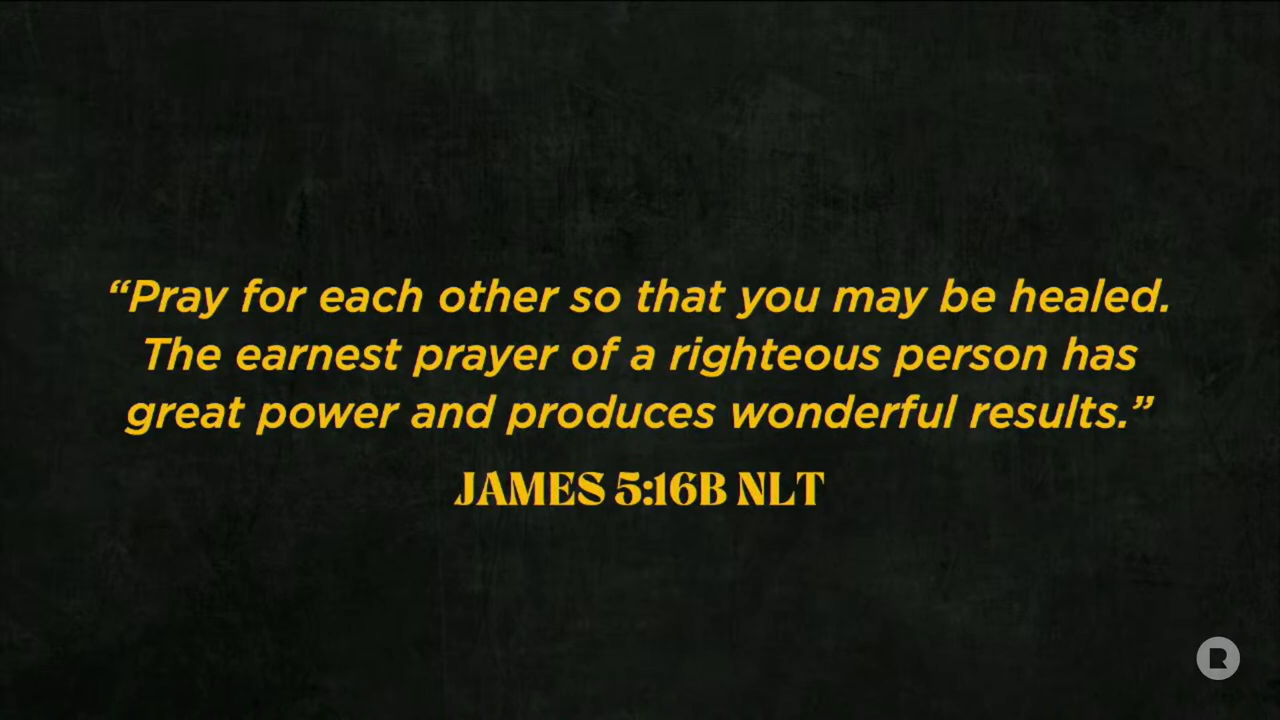 “Pray for each other so that you may be healed.
The earnest prayer of a righteous person has
great power and produces wonderful results.”
JAMES 5:16B NLT
R